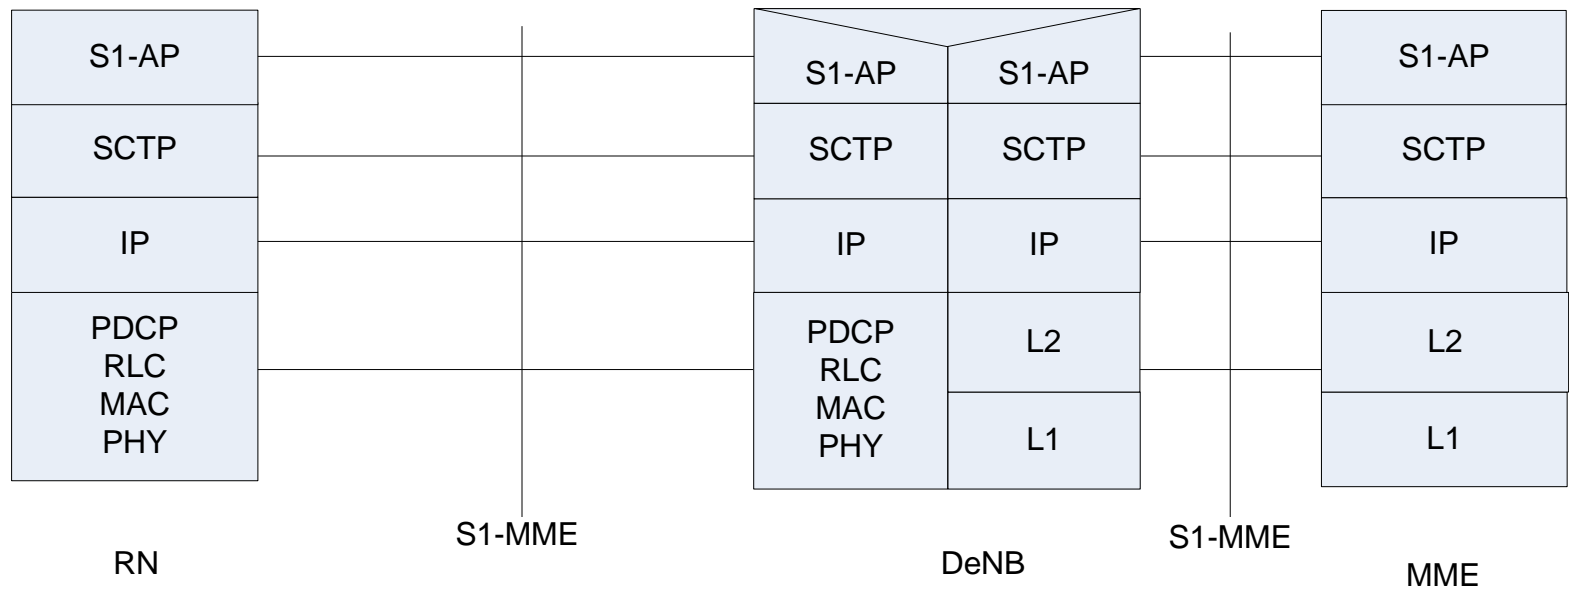 S1-AP
SCTP
IP
PDCP
RLC
MAC
PHY
RN
S1-MME
S1-AP
SCTP
IP
PDCP
RLC
MAC
PHY
S1-AP
SCTP
IP
L2
L1
DeNB
S1-MME
S1-AP
SCTP
IP
L2
L1
MME